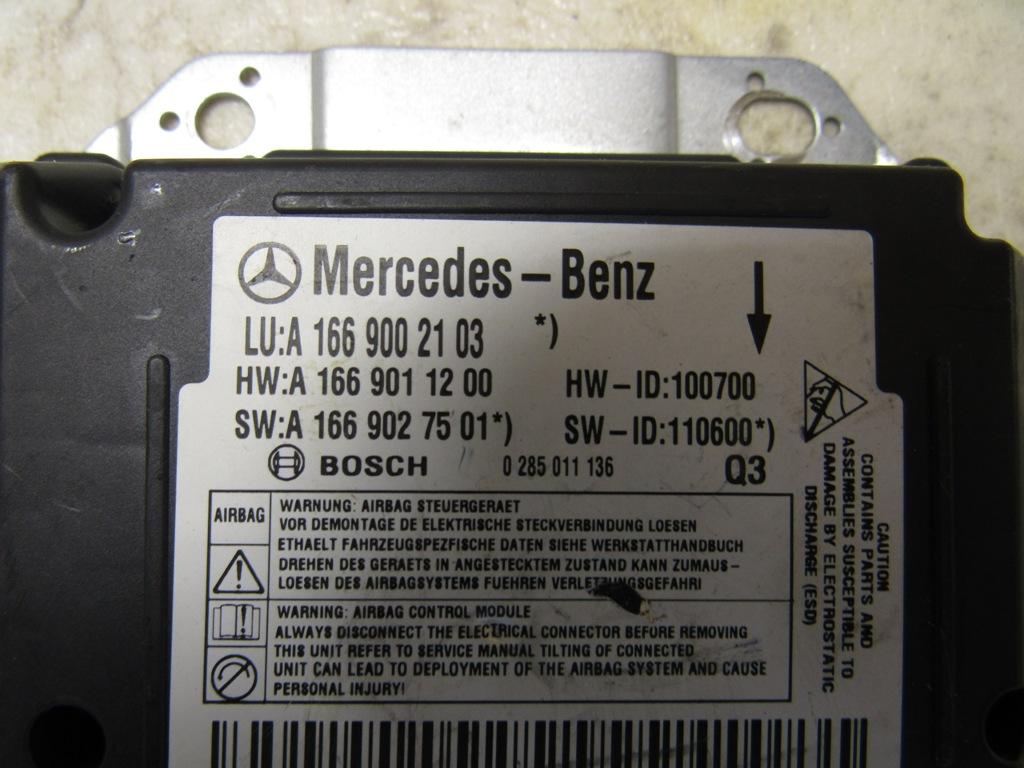 Mercedes-Benz
LU:A 166 900 21 03 *)
HW:A 166 901 12 00 HW-ID:100700
SW:A 166 902 75 01*) SW-ID:110600*)
BOSCH 0 285 011 136 Q3
AIRBAG
WARNUNG: AIRBAG STEUERGERAET
VOR DEMONTAGE DE ELEKTRISCHE STECKVERBINDUNG LOESEN
ETHAELT FAHRZEUGSPEZFISCHE DATEN SIEHE WERKSTATTHANDBUCH
DREHEN DES GERAETS IN ANGESTECKTEM ZUSTAND KANN ZUMAUS-
LOESEN DES AIRBAGSYSTEMS FUEHREN VERLETZUNGSGEFAHR!
WARNING: AIRBAG CONTROL MODULE
ALWAYS DISCONNECT THE ELECTRICAL CONNECTOR BEFORE REMOVING
THIS UNIT REFER TO SERVICE MANUAL TILTING OF CONNECTED
UNIT CAN LEAD TO DEPLOYMENT OF THE AIRBAG SYSTEM AND CAUSE
PERSONAL INJURY!
CAUTION
CONTAINS PARTS AMD
ASSEMBLIES SUSCEPTIBLE TO
DAMAGE BY ELECTROSTATIC
DISCHARGE (ESD)